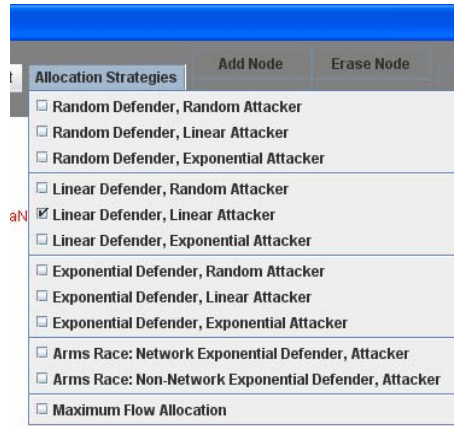 t Allocation Strategies Add Node Erase Node
Random Defender, Random Attacker
Random Defender, Linear Attacker
Random Defender, Exponential Attacker
Linear Defender, Random Attacker
aN Linear Defender, Linear Attacker
Linear Defender, Exponential Attacker
Exponential Defender, Random Attacker
Exponential Defender, Linear Attacker
Exponential Defender, Exponential Attacker
Arms Race: Network Exponential Defender, Attacker
Arms Race: Non-Network Exponential Defender, Attacker
Maximum Flow Allocation